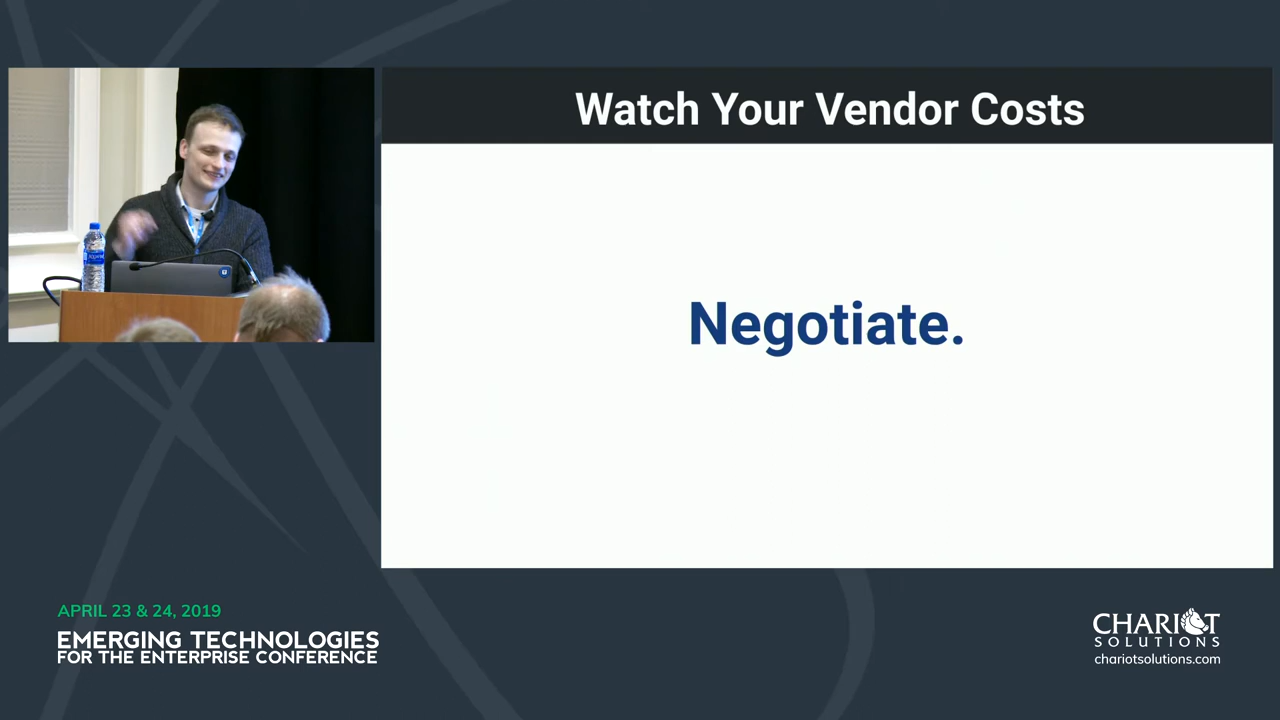 Watch Your Vendor Costs
Negotiate.
APRIL 23 & 24, 2019
EMERGING TECHNOLOGIES
FOR THE ENTERPRISE CONFERENCE
CHARIOT
SOLUTIONS
chariotsolutions.com